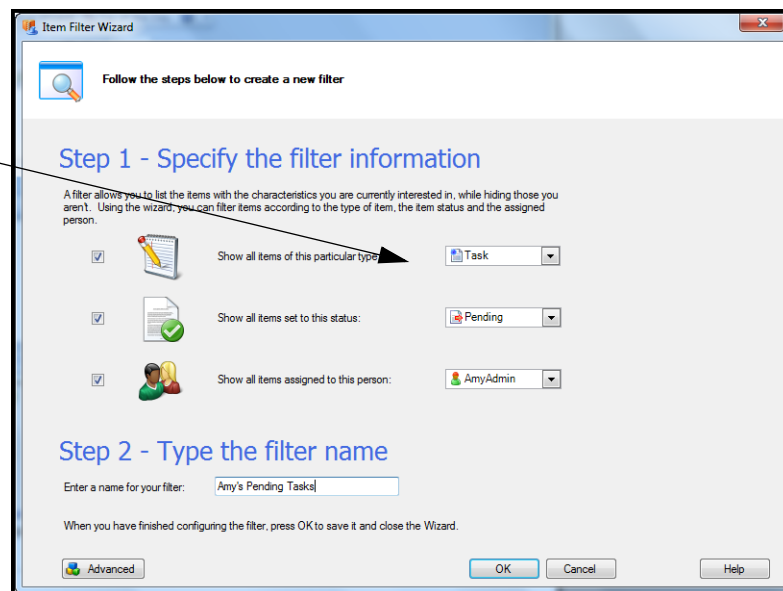 Item Filter Wizard
Follow the steps below to create a new filter
Step 1 - Specify the filter information
A filter allows you to list the items with the characteristics you are currently interested in, while hiding those you
aren't. Using the wizard, you can filter items according to the type of item, the item status and the assigned
person.
Show all items of this particular type: Task
Show all items set to this status: Pending
Show all items assigned to this person: AmyAdmin
Step 2 - Type the filter name
Enter a name for your filter: Amy's Pending Tasks
When you have finished configuring the filter, press OK to save it and close the Wizard.
Advanced OK Cancel Help